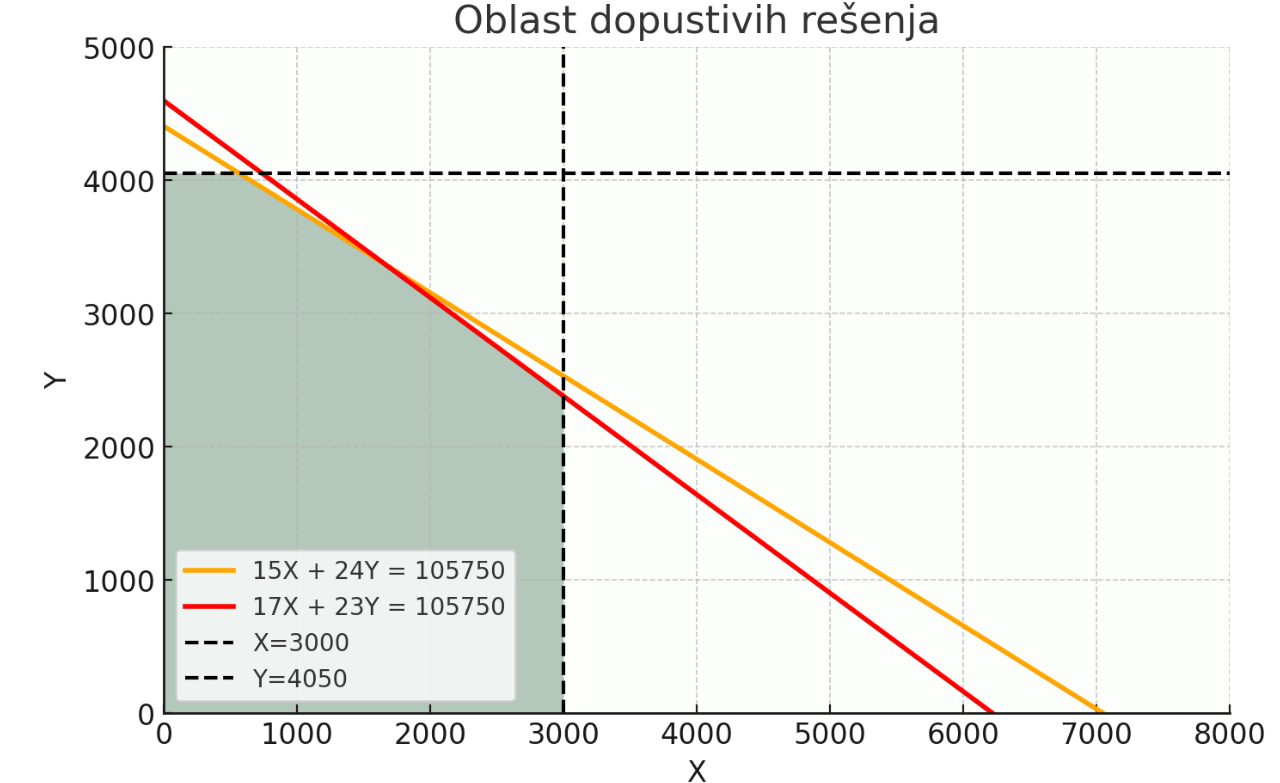 Oblast dopustivih rešenja
5000
4000
3000
2000
1000
0
Y
15X + 24Y = 105750
17X + 23Y = 105750
X=3000
Y=4050
0 1000 2000 3000 4000 5000 6000 7000 8000
X